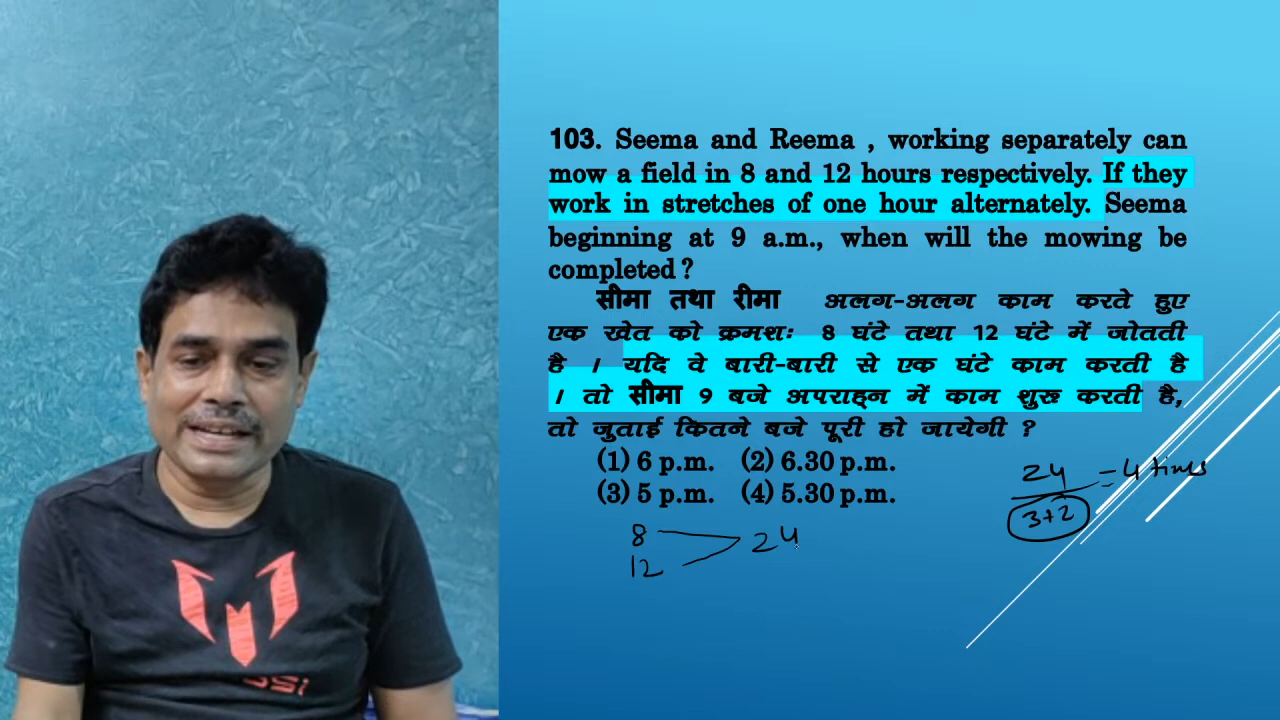 103. Seema and Reema , working separately can
mow a field in 8 and 12 hours respectively. If they
work in stretches of one hour alternately. Seema
beginning at 9 a.m., when will the mowing be
completed ?
सीमा तथा रीमा अलग-अलग काम करते हुए
एक खेत को क्रमशः 8 घंटे तथा 12 घंटे में जोतती
है । यदि वे बारी-बारी से एक घंटे काम करती है
। तो सीमा 9 बजे अपराह्न में काम शुरू करती है,
तो जुताई कितने बजे पूरी हो जायेगी ?
(1) 6 p.m. (2) 6.30 p.m.
(3) 5 p.m. (4) 5.30 p.m.
24 = 4 times
3+2
8 24
12